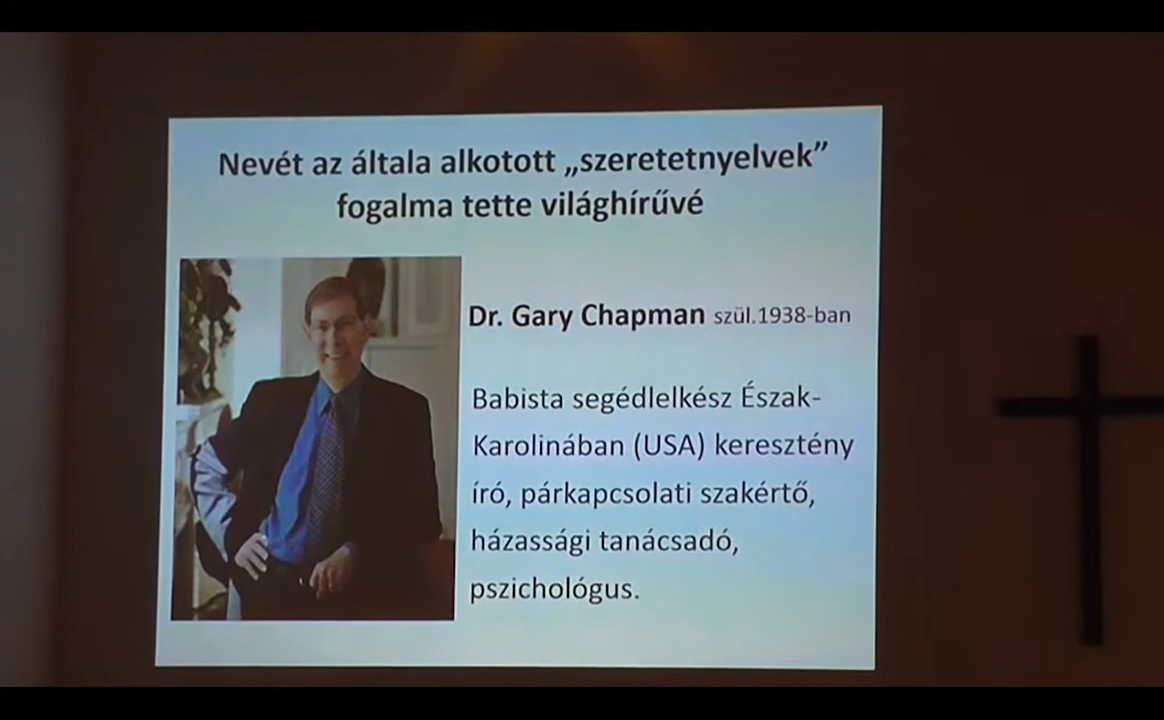 Nevét az általa alkotott „szeretetnyelvek”
fogalma tette világhírűvé
Dr. Gary Chapman szül.1938-ban
Babista segédlelkész Észak-
Karolinában (USA) keresztény
író, párkapcsolati szakértő,
házassági tanácsadó,
pszichológus.